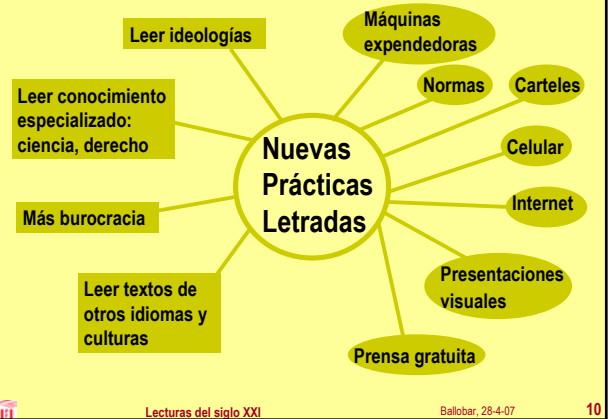 Leer ideologías
Máquinas
expendedoras
Normas
Carteles
Leer conocimiento
especializado:
ciencia, derecho
Nuevas
Prácticas
Letradas
Celular
Internet
Más burocracia
Presentaciones
visuales
Leer textos de
otros idiomas y
culturas
Prensa gratuita
Lecturas del siglo XXI
Ballobar, 28-4-07
10